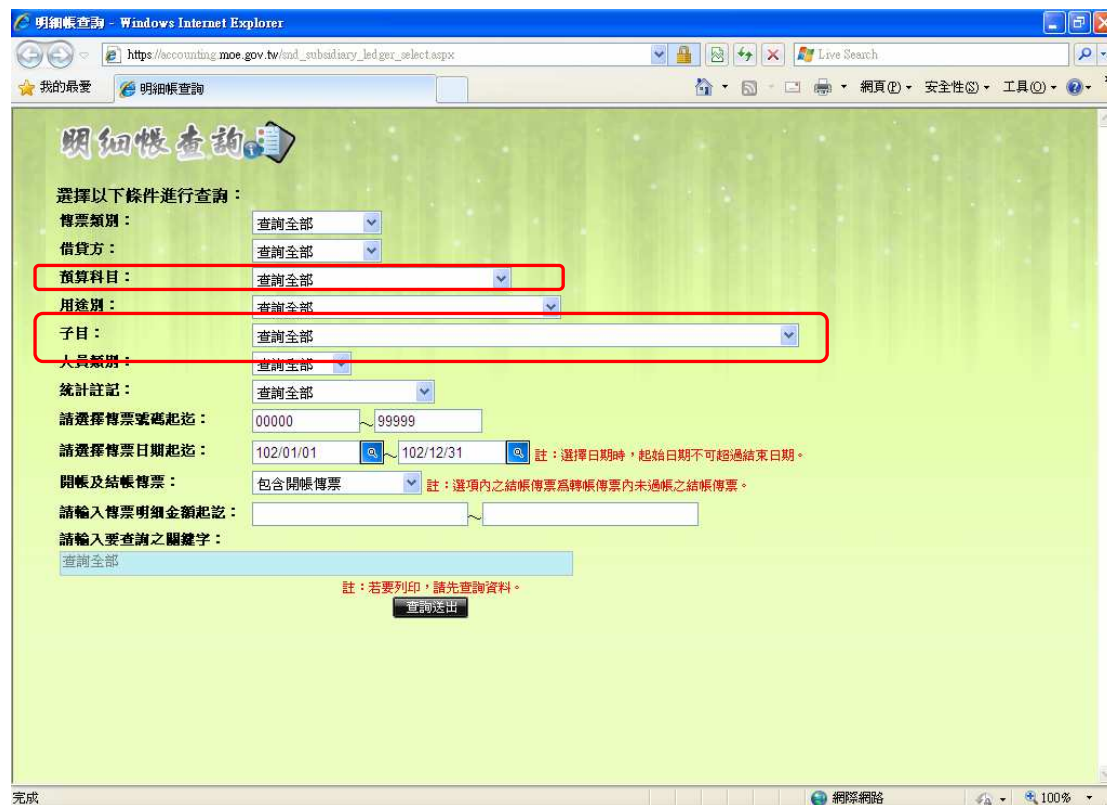 明細帳查詢 - Windows Internet Explorer
https://accounting.moe.gov.tw/snd_subsidiary_ledger_select.aspx
Live Search
我的最愛
明細帳查詢
網頁(P) 安全性(S) 工具(O)
明細帳查詢
選擇以下條件進行查詢：
傳票類別： 查詢全部
借貸方： 查詢全部
預算科目： 查詢全部
用途別： 查詢全部
子目： 查詢全部
人員類別： 查詢全部
統計註記： 查詢全部
請選擇傳票號碼起迄： 00000 ～ 99999
請選擇傳票日期起迄： 102/01/01 ～ 102/12/31 註：選擇日期時，起始日期不可超過結束日期。
開帳及結帳傳票： 包含開帳傳票 註：選項內之結帳傳票為轉帳傳票內未過帳之結帳傳票。
請輸入傳票明細金額起訖： ～
請輸入要查詢之關鍵字：
查詢全部
註：若要列印，請先查詢資料。
查詢送出
完成 網際網路 100%